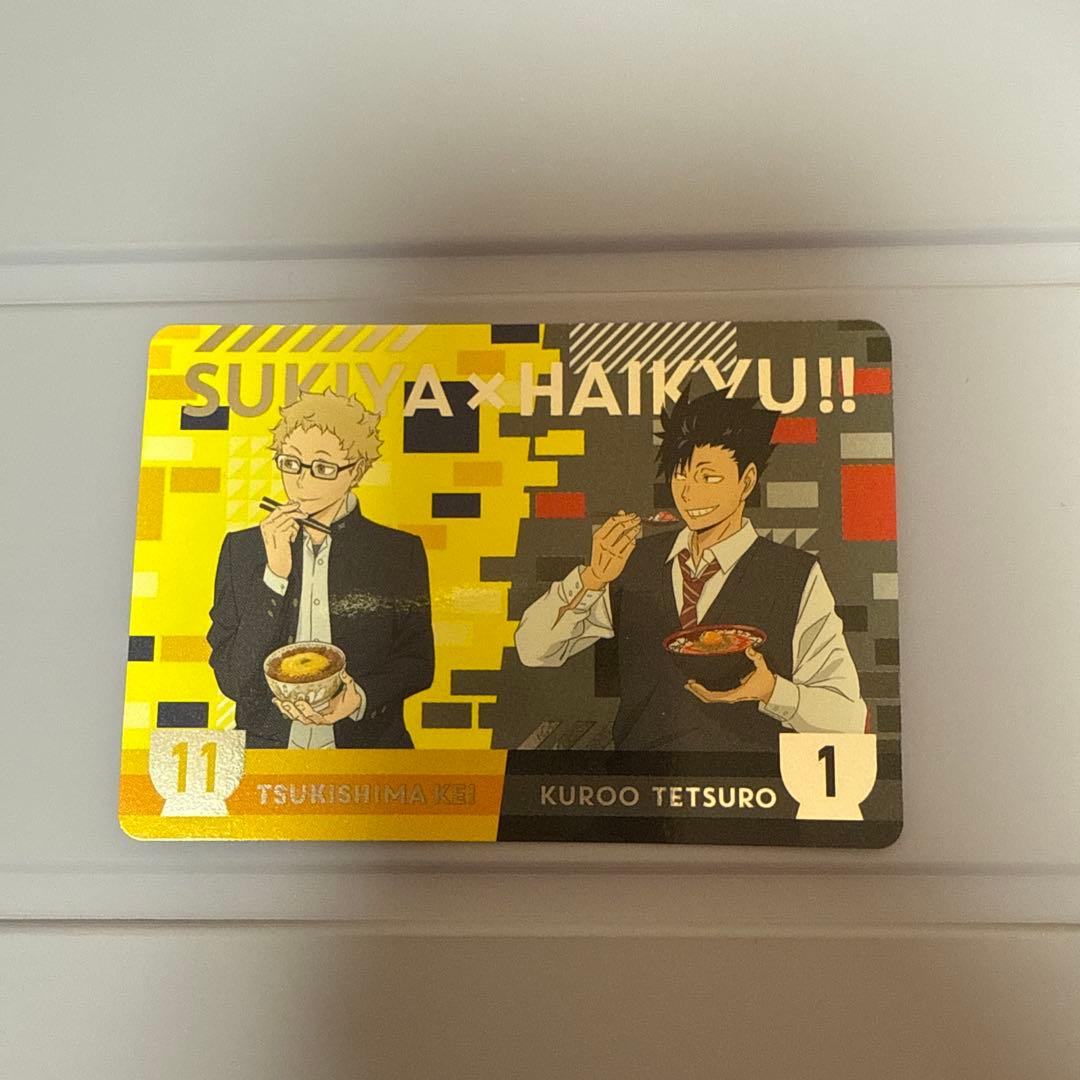 SUKIYA×HAIKYU!!
11 TSUKISHIMA KEI
KUROO TETSURO 1